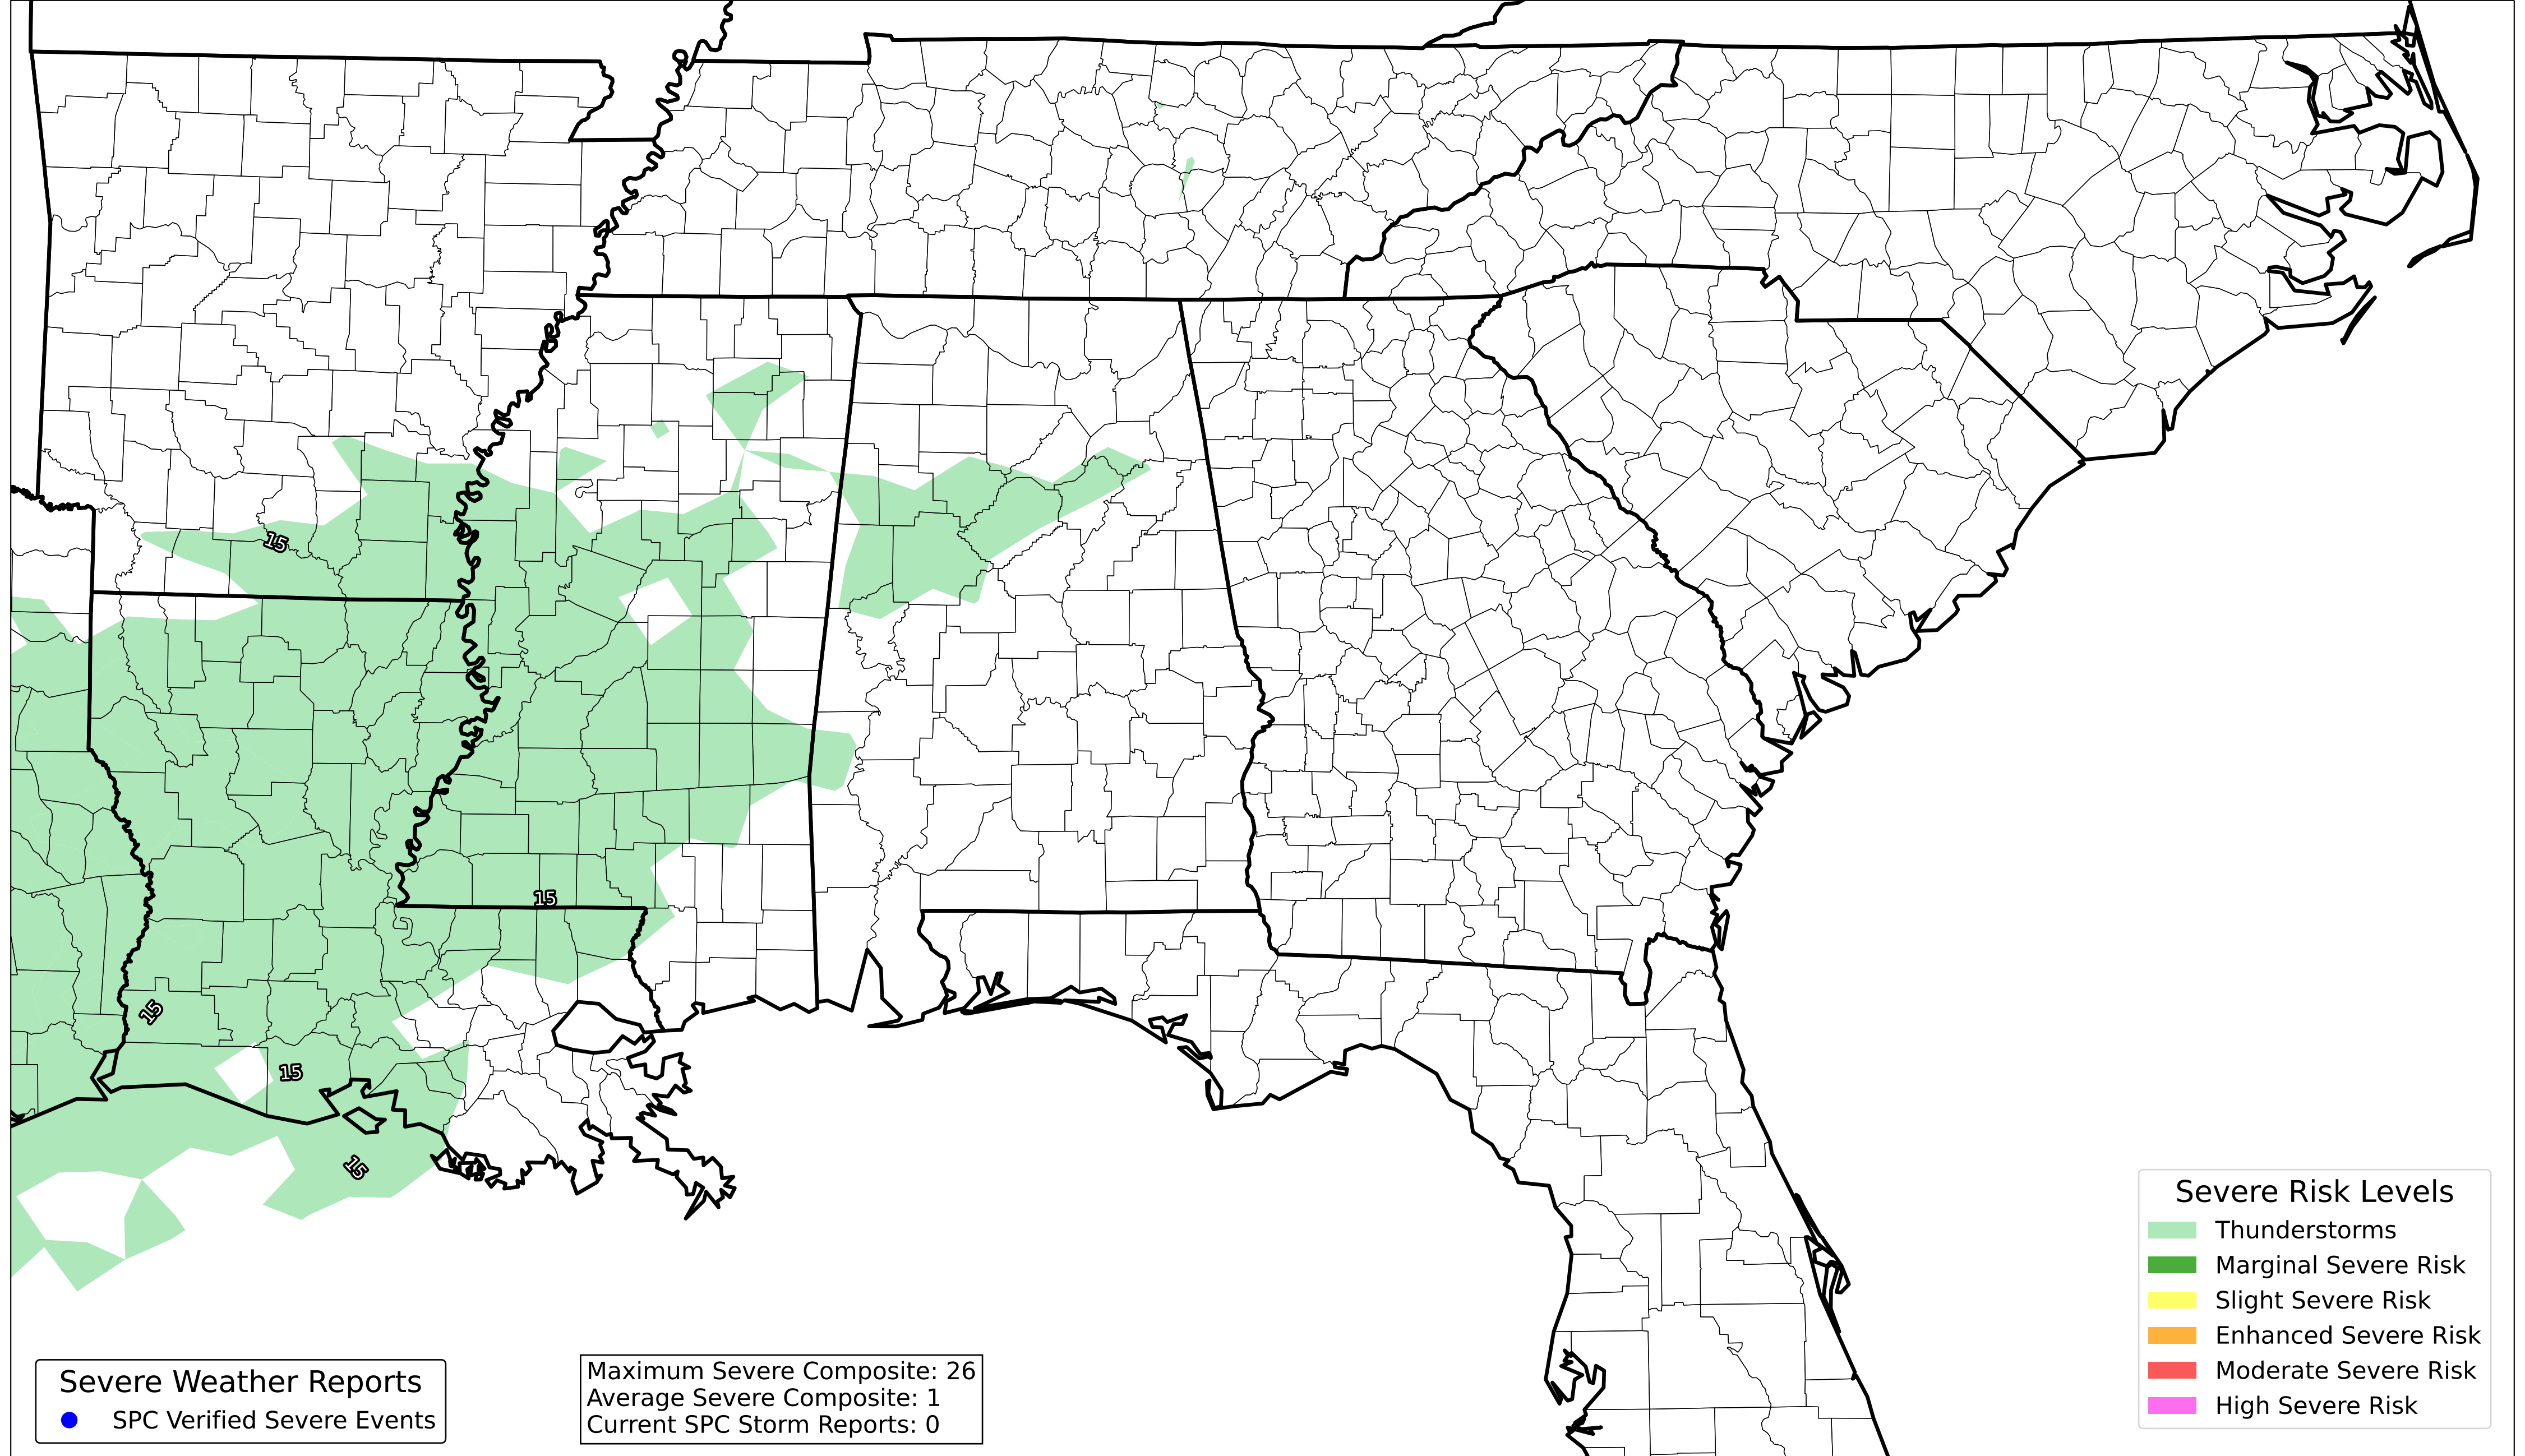 15
15
15
15
15
Severe Risk Levels
Thunderstorms
Marginal Severe Risk
Slight Severe Risk
Enhanced Severe Risk
Moderate Severe Risk
High Severe Risk
Severe Weather Reports
SPC Verified Severe Events
Maximum Severe Composite: 26
Average Severe Composite: 1
Current SPC Storm Reports: 0